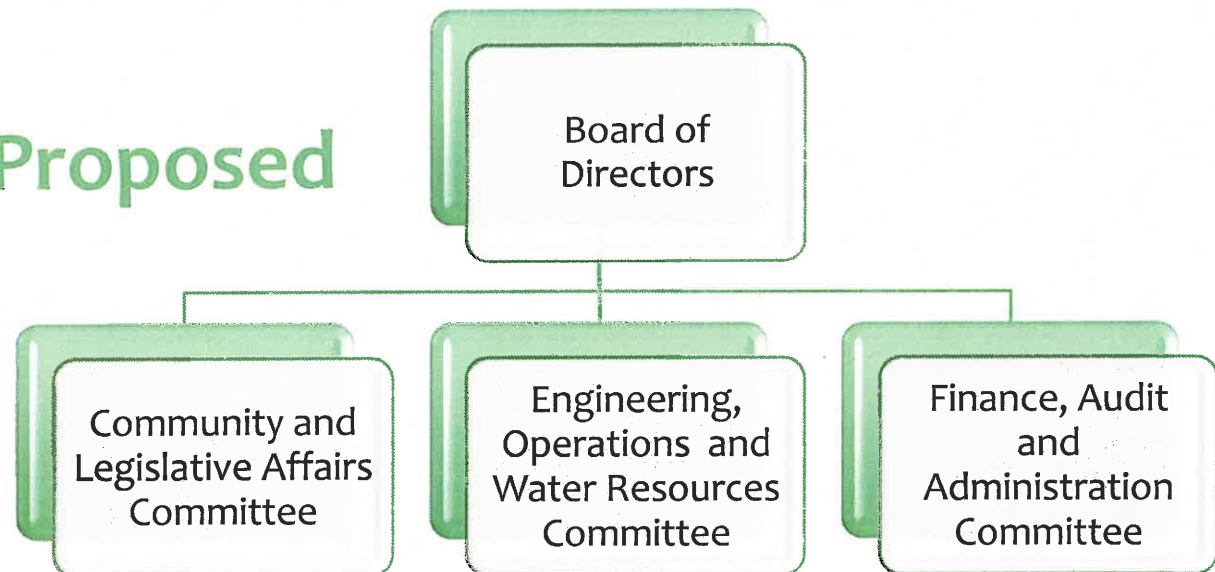 Proposed
Board of
Directors
Community and
Legislative Affairs
Committee
Engineering,
Operations and
Water Resources
Committee
Finance, Audit
and
Administration
Committee